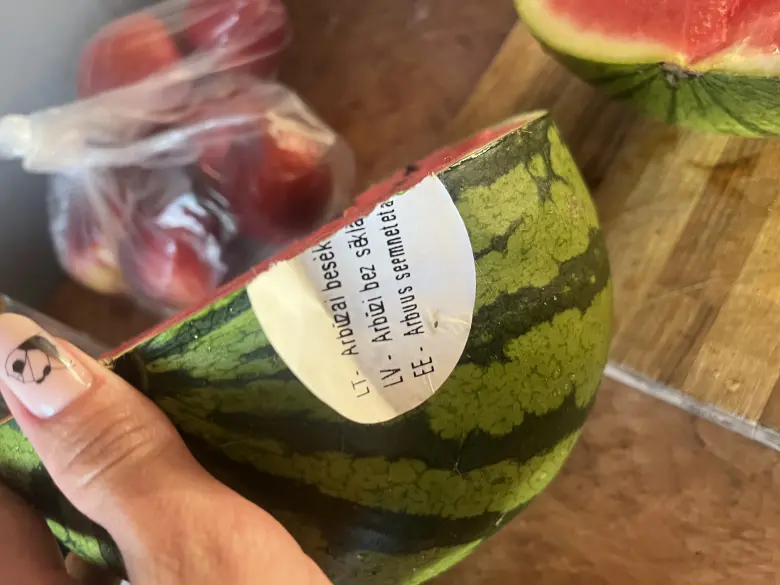 LT - Arbūzai besėk
LV - Arbūzi bez sēkla
EE - Arbuus seemneteta